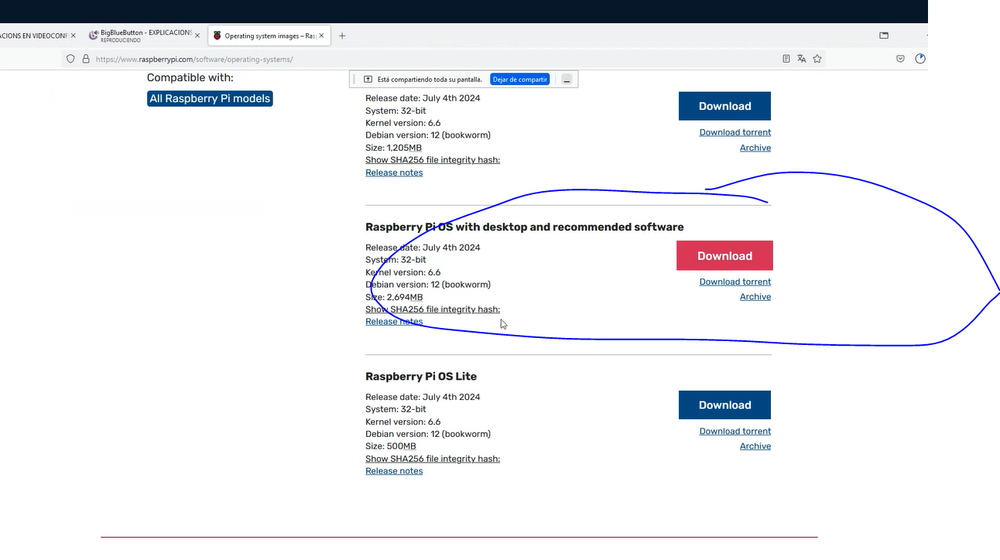 ACIONS EN VIDEOCONF
BigBlueButton - EXPLICACIONS
REPRODUCIENDO
Operating system images – Ras
https://www.raspberrypi.com/software/operating-systems/
Compatible with:
All Raspberry Pi models
Está compartiendo toda su pantalla.
Dejar de compartir
Release date: July 4th 2024
System: 32-bit
Kernel version: 6.6
Debian version: 12 (bookworm)
Size: 1,205MB
Show SHA256 file integrity hash:
Release notes
Download
Download torrent
Archive
Raspberry Pi OS with desktop and recommended software
Release date: July 4th 2024
System: 32-bit
Kernel version: 6.6
Debian version: 12 (bookworm)
Size: 2,694MB
Show SHA256 file integrity hash:
Release notes
Download
Download torrent
Archive
Raspberry Pi OS Lite
Release date: July 4th 2024
System: 32-bit
Kernel version: 6.6
Debian version: 12 (bookworm)
Size: 500MB
Show SHA256 file integrity hash:
Release notes
Download
Download torrent
Archive